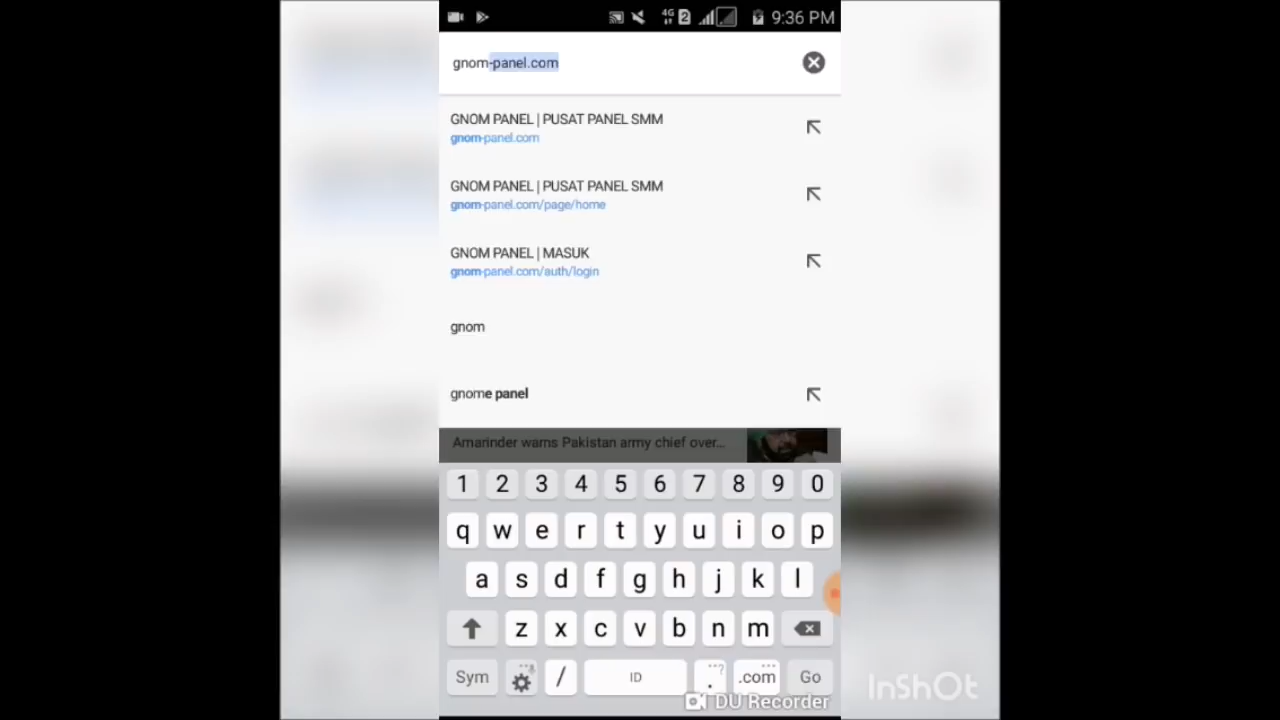 4G 2 9:36 PM
gnom-panel.com
GNOM PANEL | PUSAT PANEL SMM
gnom-panel.com
GNOM PANEL | PUSAT PANEL SMM
gnom-panel.com/page/home
GNOM PANEL | MASUK
gnom-panel.com/auth/login
gnom
gnome panel
Amarinder warns Pakistan army chief over...
1 2 3 4 5 6 7 8 9 0
q w e r t y u i o p
a s d f g h j k l
z x c v b n m
Sym / ID . ...? .com Go
DU Recorder
InShOt